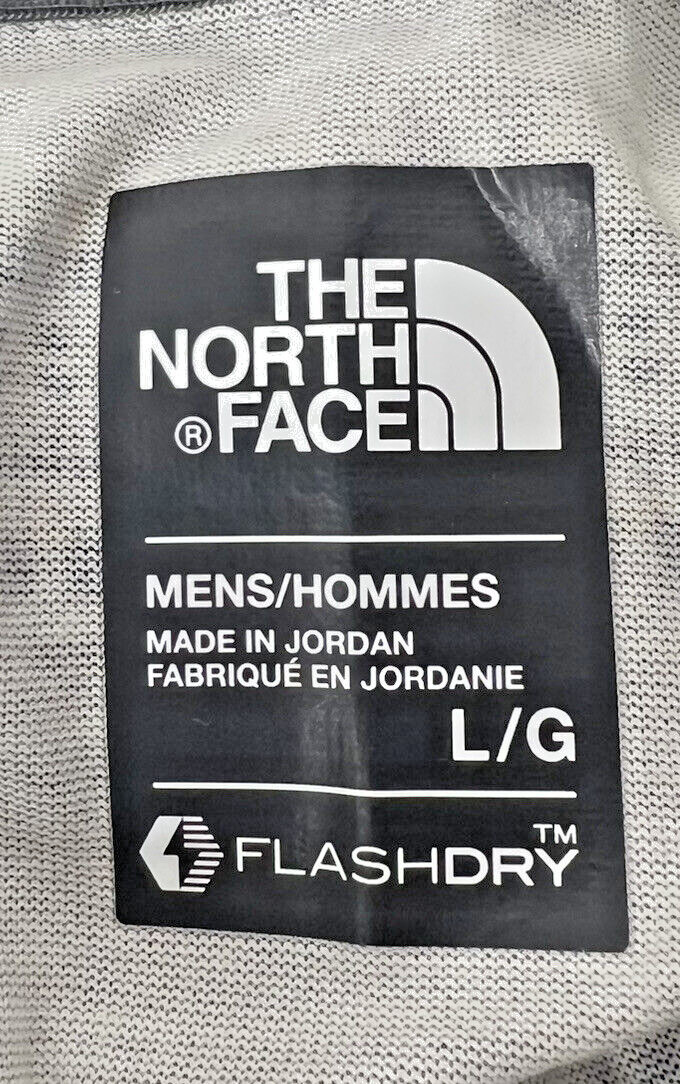 THE
NORTH
® FACE
MENS/HOMMES
MADE IN JORDAN
FABRIQUÉ EN JORDANIE
L/G
FLASHDRY™